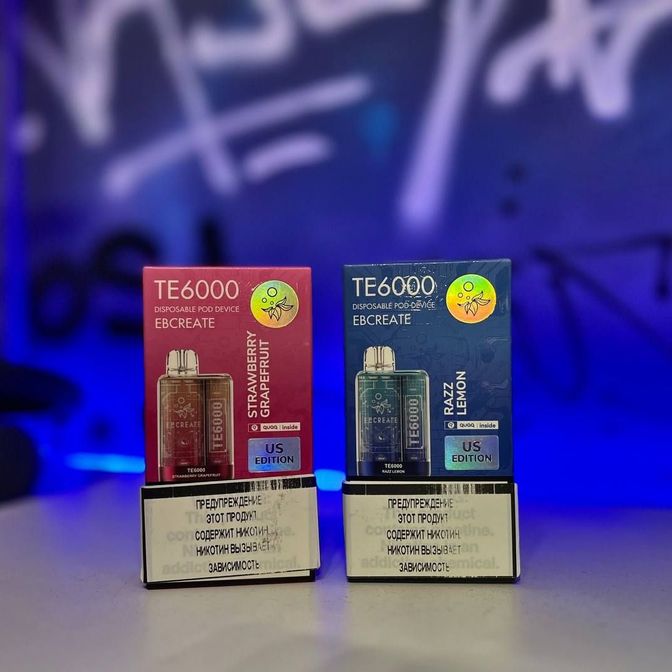 TE6000
DISPOSABLE POD DEVICE
EBCREATE
STRAWBERRY
GRAPEFRUIT
EBCREATE
TE6000
quaq inside
US
EDITION
TE6000
STRAWBERRY GRAPEFRUIT
ПРЕДУПРЕЖДЕНИЕ
ЭТОТ ПРОДУКТ
СОДЕРЖИТ НИКОТИН.
НИКОТИН ВЫЗЫВАЕТ
ЗАВИСИМОСТЬ
TE6000
DISPOSABLE POD DEVICE
EBCREATE
RAZZ
LEMON
EBCREATE
TE6000
quaq inside
US
EDITION
TE6000
RAZZ LEMON
ПРЕДУПРЕЖДЕНИЕ
ЭТОТ ПРОДУКТ
СОДЕРЖИТ НИКОТИН.
НИКОТИН ВЫЗЫВАЕТ
ЗАВИСИМОСТЬ